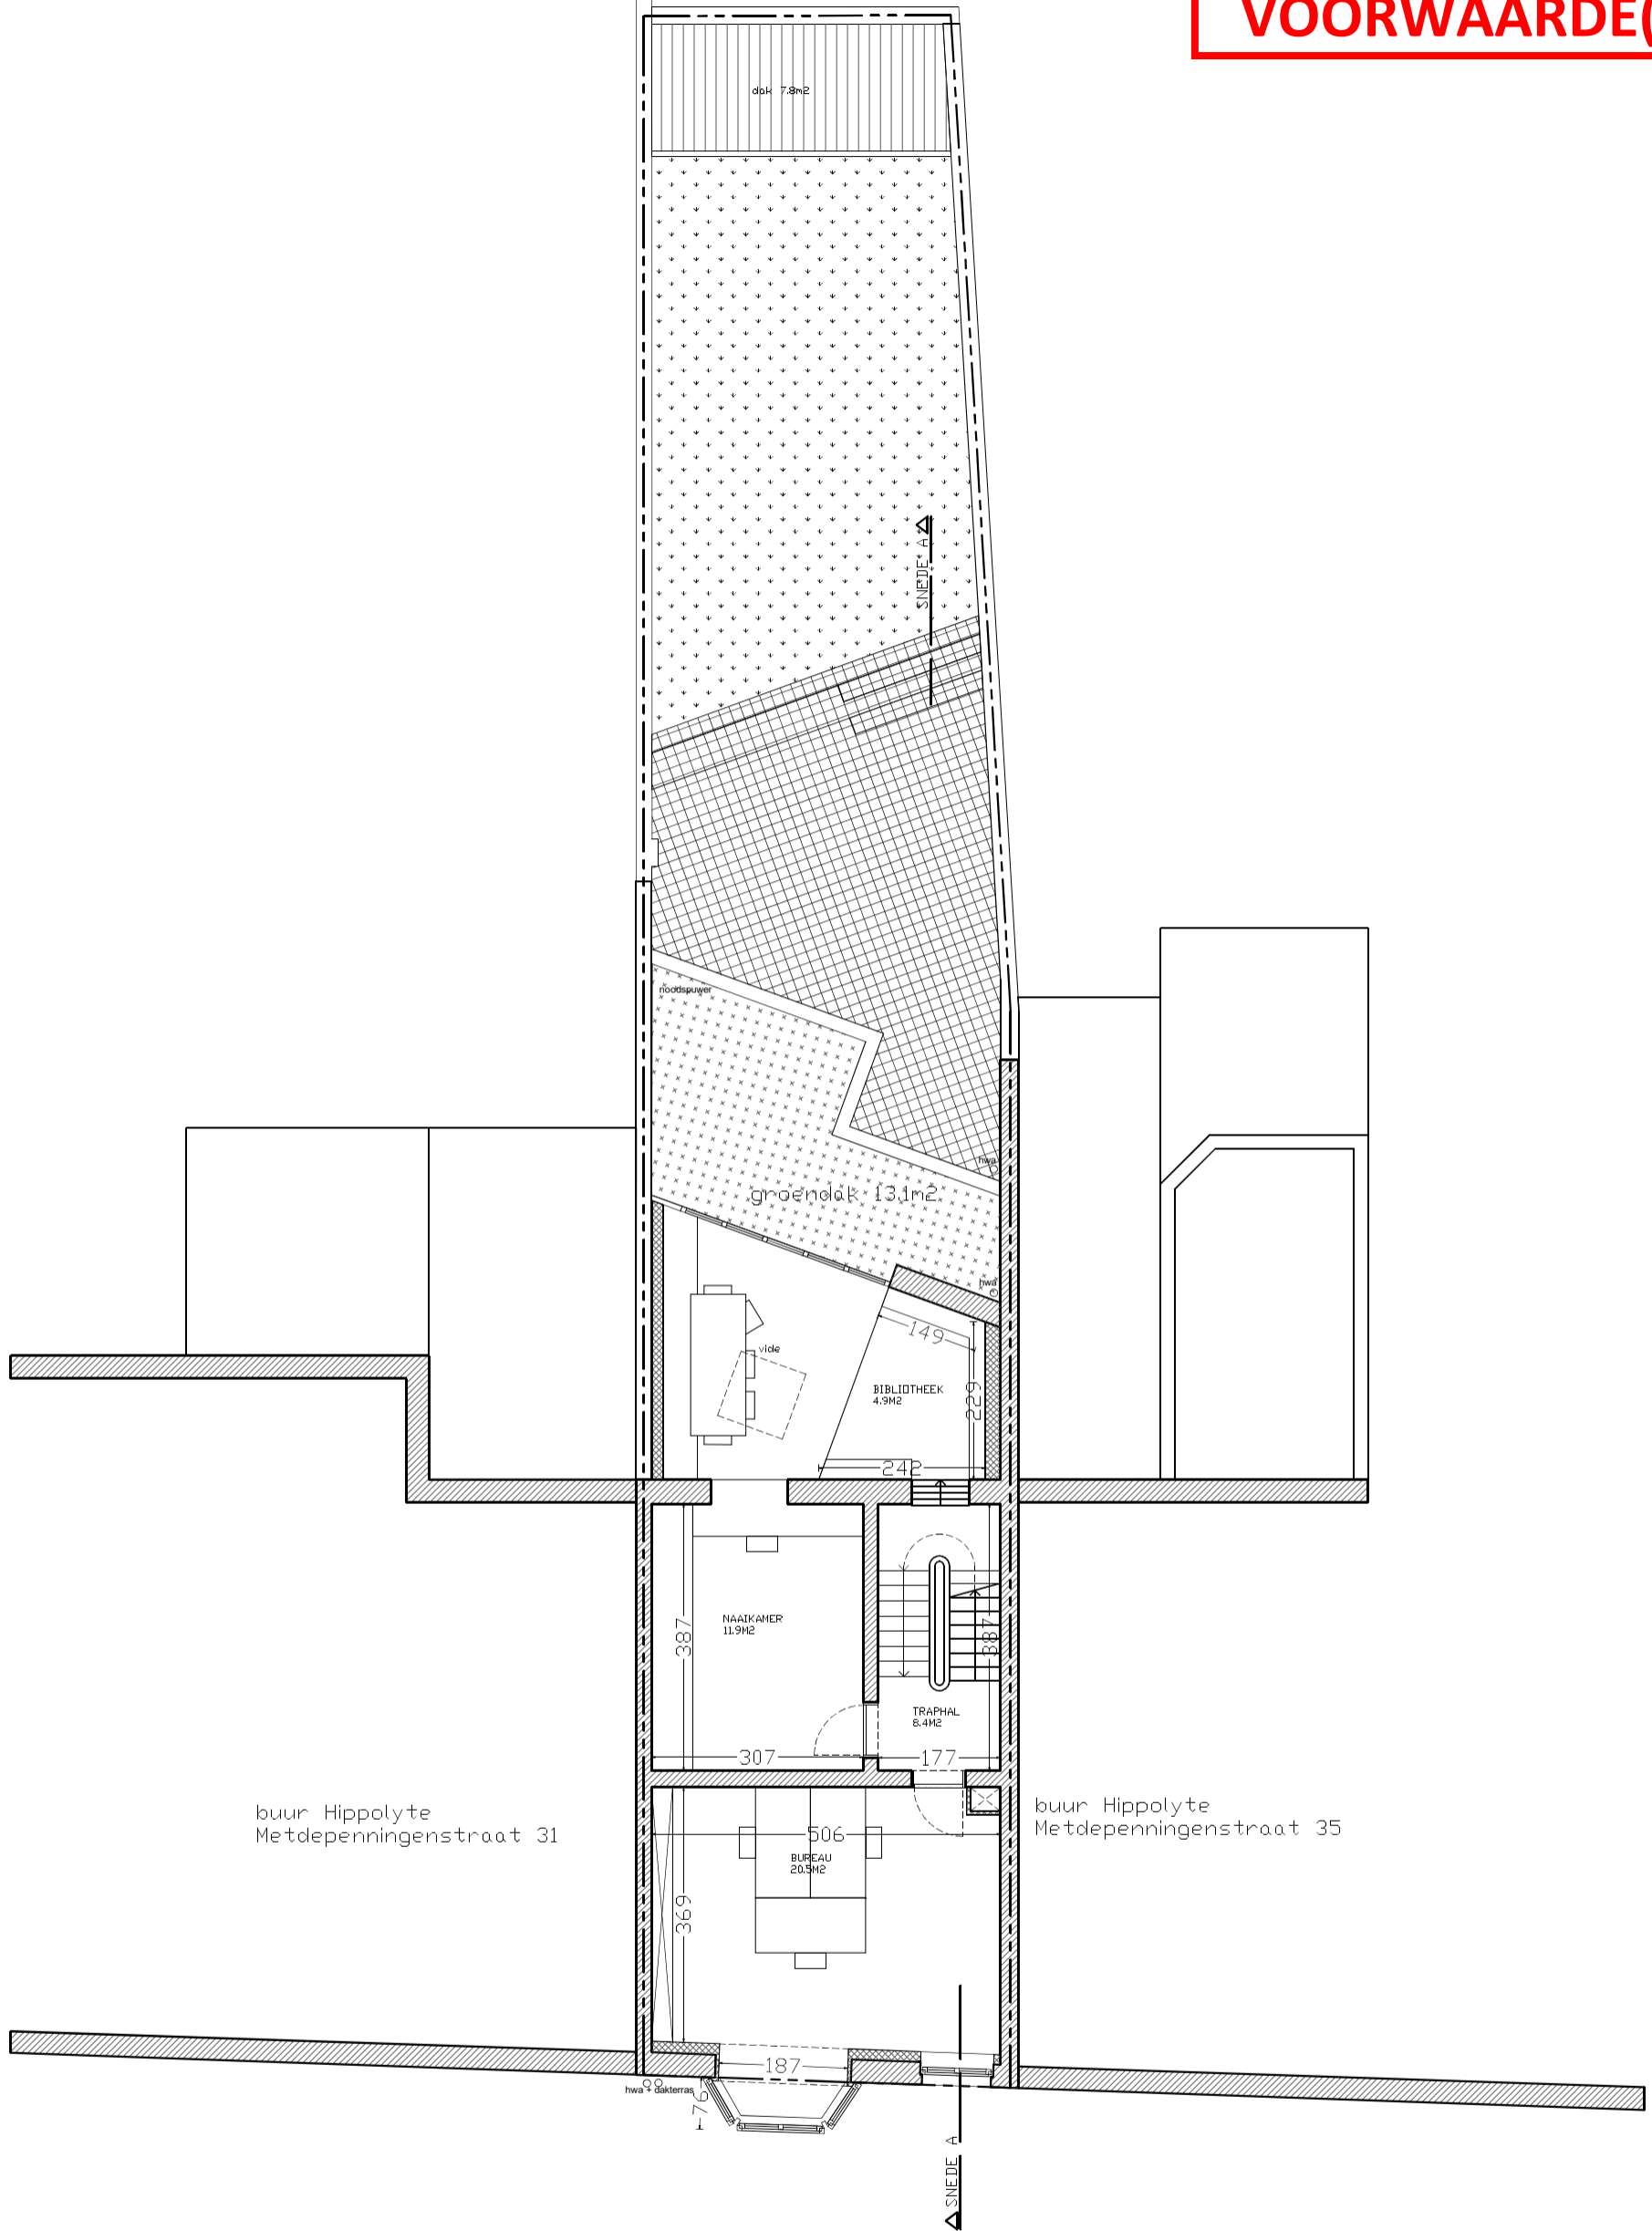 VOORWAARDE(
dak 7.8m2
SNEDE A
noodspuwer
hwa
groendak 13.1m2
hwa
149
vide
BIBLIOTHEEK
4.9M2
229
242
NAAIKAMER
11.9M2
387
387
TRAPHAL
8.4M2
307
177
buur Hippolyte
Metdepenningenstraat 31
buur Hippolyte
Metdepenningenstraat 35
506
BUREAU
20.5M2
369
187
hwa + dakterras
76
SNEDE A